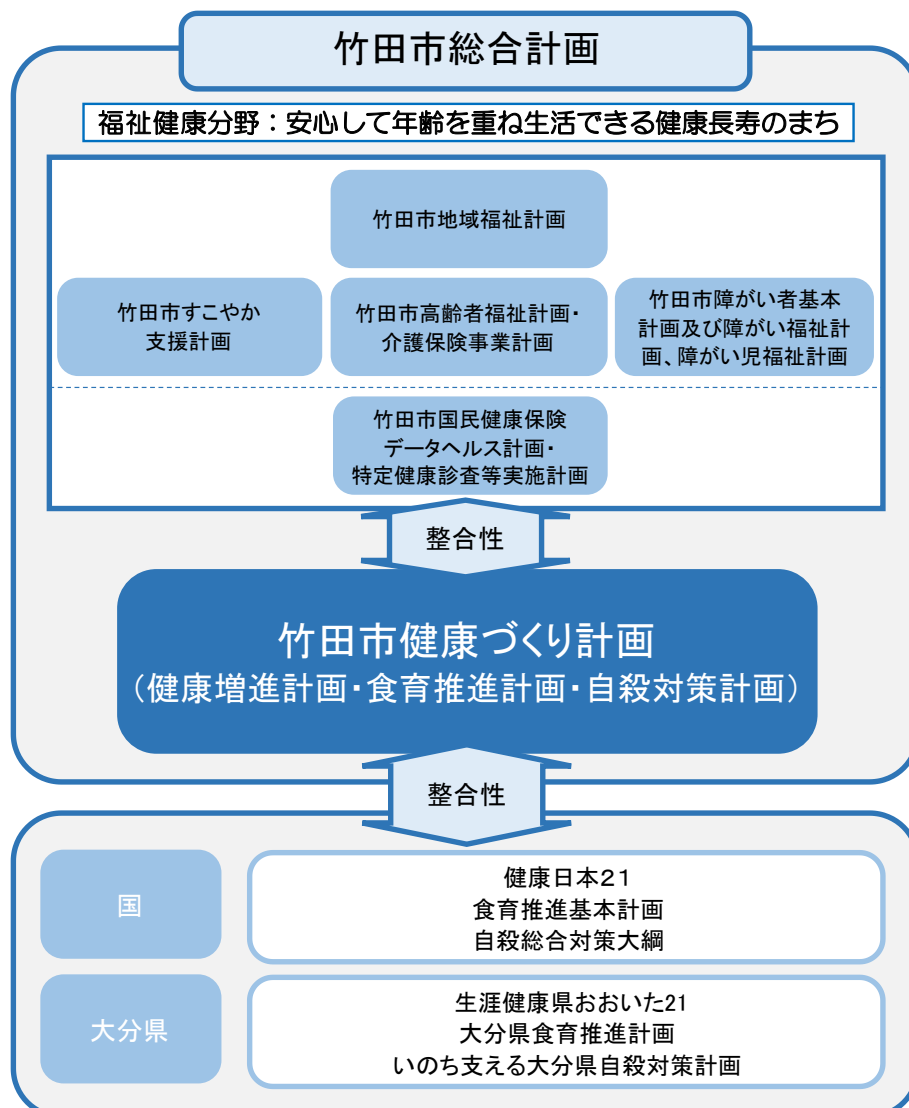 竹田市総合計画
福祉健康分野：安心して年齢を重ね生活できる健康長寿のまち
竹田市地域福祉計画
竹田市すこやか
支援計画
竹田市高齢者福祉計画・
介護保険事業計画
竹田市障がい者基本
計画及び障がい福祉計
画、障がい児福祉計画
竹田市国民健康保険
データヘルス計画・
特定健康診査等実施計画
整合性
竹田市健康づくり計画
（健康増進計画・食育推進計画・自殺対策計画）
整合性
国
健康日本２１
食育推進基本計画
自殺総合対策大綱
大分県
生涯健康県おおいた21
大分県食育推進計画
いのち支える大分県自殺対策計画